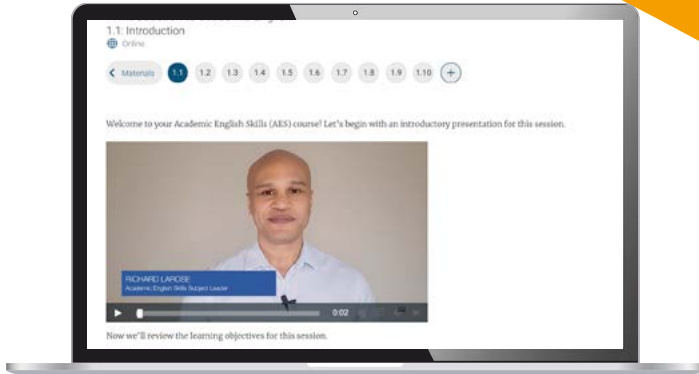 1.1: Introduction
Online
Materials 1.1 1.2 1.3 1.4 1.5 1.6 1.7 1.8 1.9 1.10 +
Welcome to your Academic English Skills (AES) course! Let's begin with an introductory presentation for this session.
RICHARD LAROSE
Academic English Skills Subject Leader
0:02
Now we'll review the learning objectives for this session.